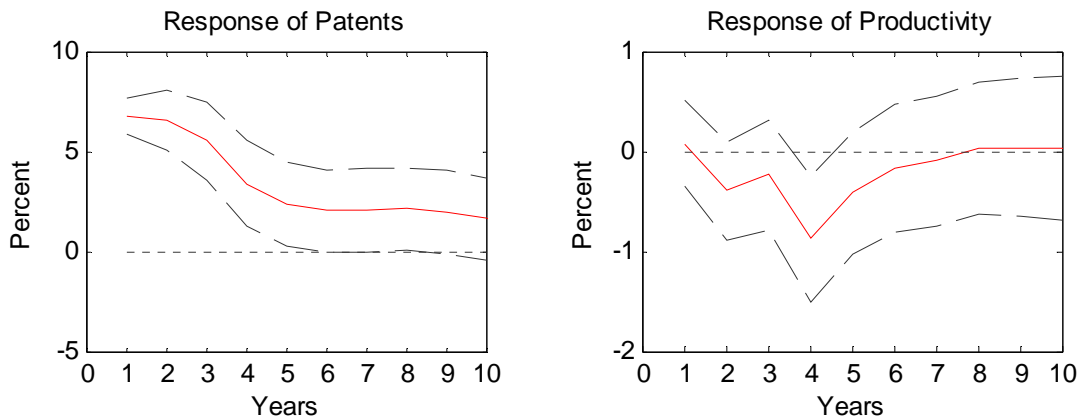 Response of Patents
10
5
0
-5
Percent
0 1 2 3 4 5 6 7 8 9 10
Years
Response of Productivity
1
0
-1
-2
Percent
0 1 2 3 4 5 6 7 8 9 10
Years